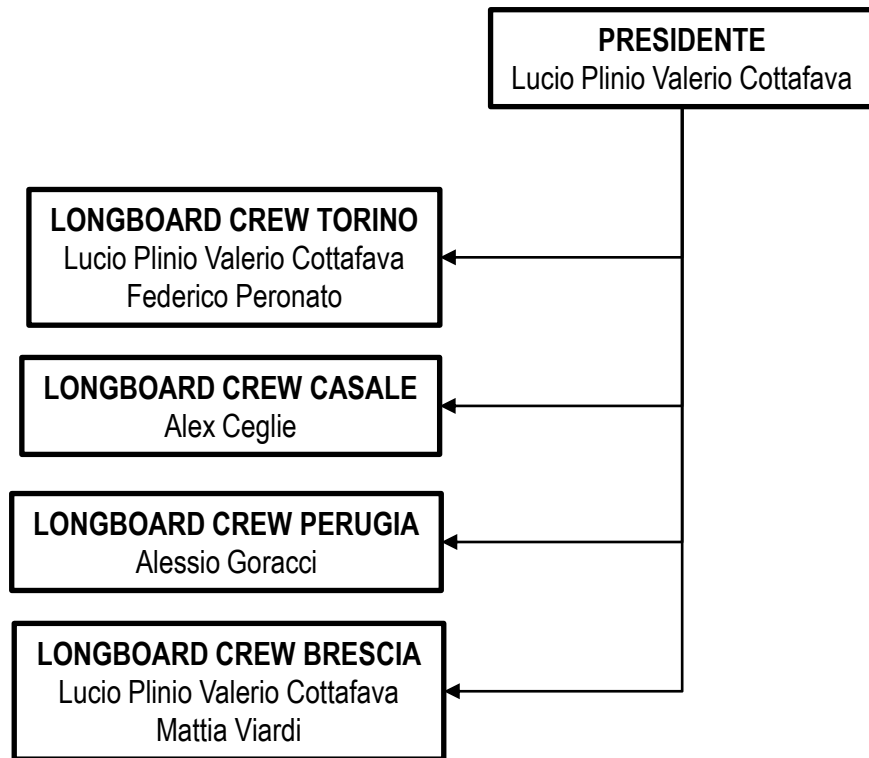 PRESIDENTE
Lucio Plinio Valerio Cottafava
LONGBOARD CREW TORINO
Lucio Plinio Valerio Cottafava
Federico Peronato
LONGBOARD CREW CASALE
Alex Ceglie
LONGBOARD CREW PERUGIA
Alessio Goracci
LONGBOARD CREW BRESCIA
Lucio Plinio Valerio Cottafava
Mattia Viardi